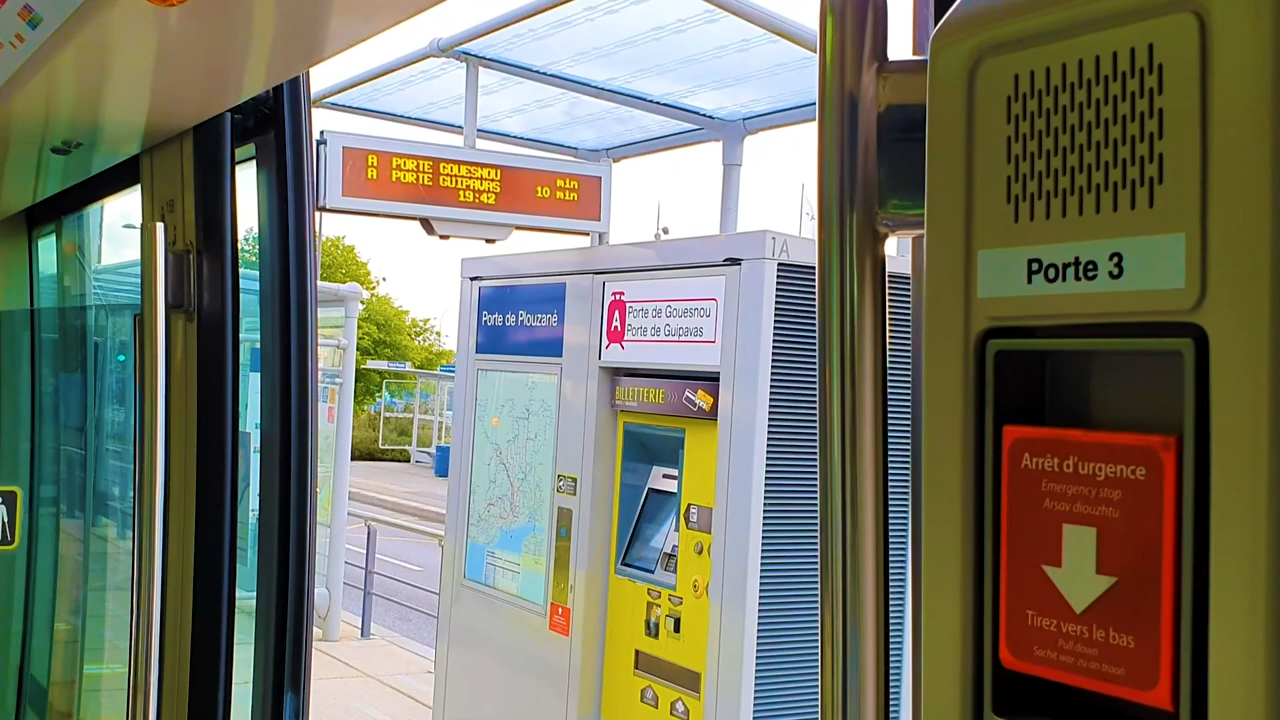 A PORTE GOUESNOU min
A PORTE GUIPAVAS 10 min
19:42
1A
Porte de Plouzané
A
Porte de Gouesnou
Porte de Guipavas
BILLETTERIE
Porte 3
Arrêt d'urgence
Emergency stop
Arsav diouzhtu
Tirez vers le bas
Pull down
Sachit war zu an traoñ